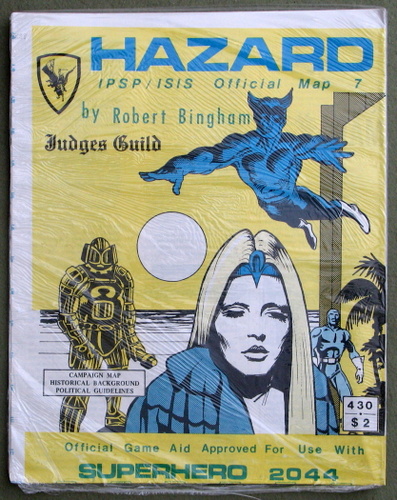 HAZARD
IPSP/ISIS Official Map 7
by Robert Bingham
Judges Guild
CAMPAIGN MAP
HISTORICAL BACKGROUND
POLITICAL GUIDELINES
430
$2
Official Game Aid Approved For Use With
SUPERHERO 2044